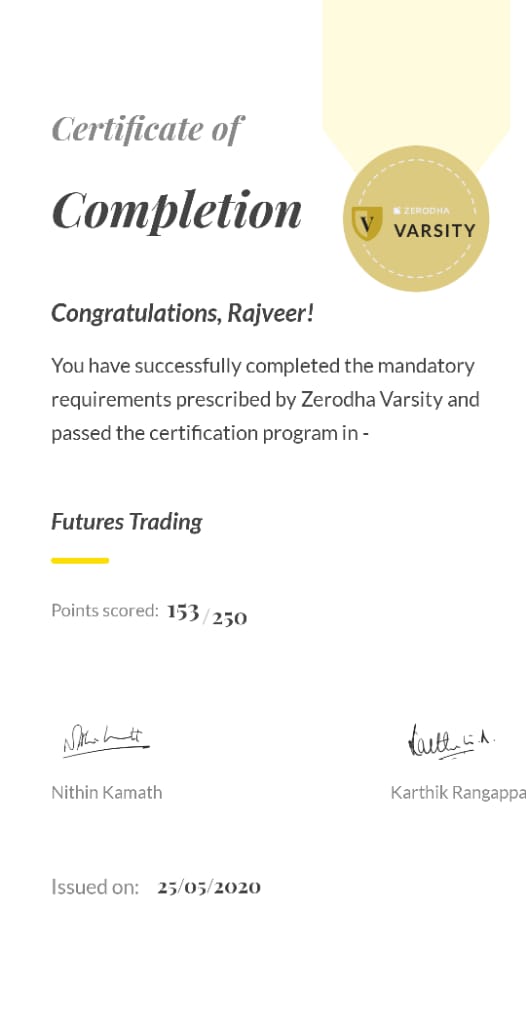 Certificate of
Completion
ZERODHA
VARSITY
V
Congratulations, Rajveer!
You have successfully completed the mandatory
requirements prescribed by Zerodha Varsity and
passed the certification program in -
Futures Trading
Points scored: 153/250
Nithin Kamath
Karthik Rangappa
Issued on: 25/05/2020